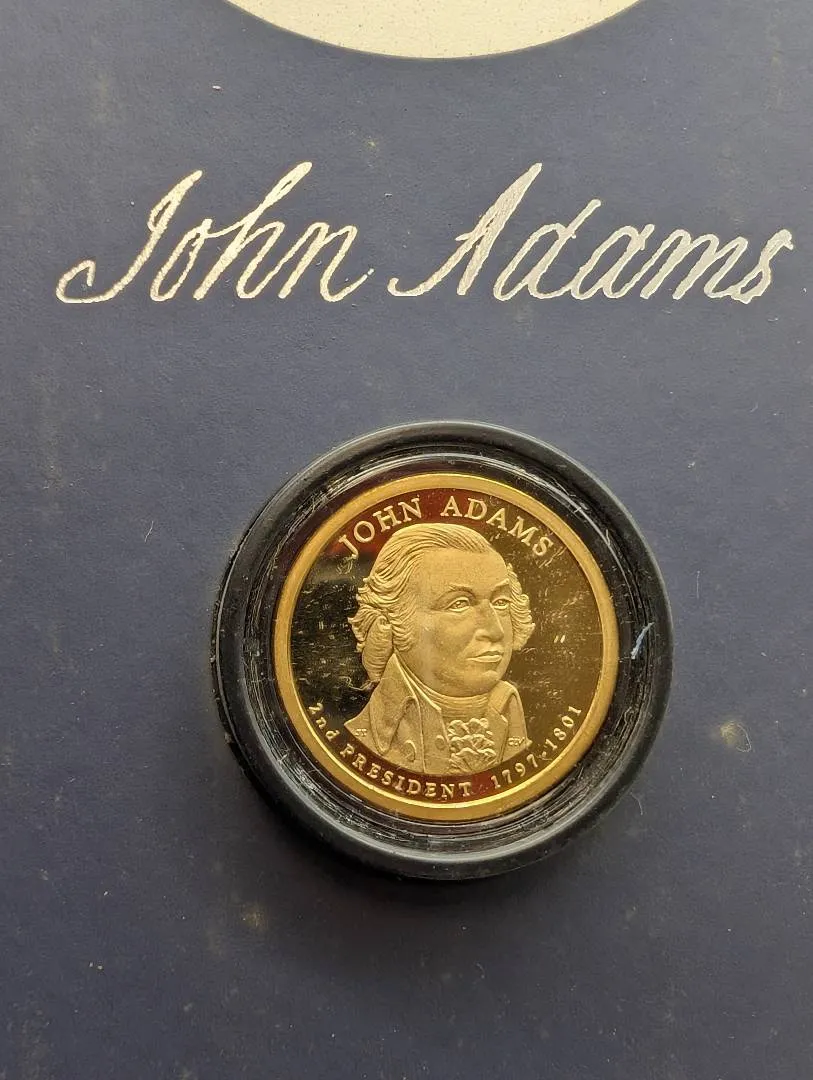 John Adams
JOHN ADAMS
2nd PRESIDENT 1797-1801